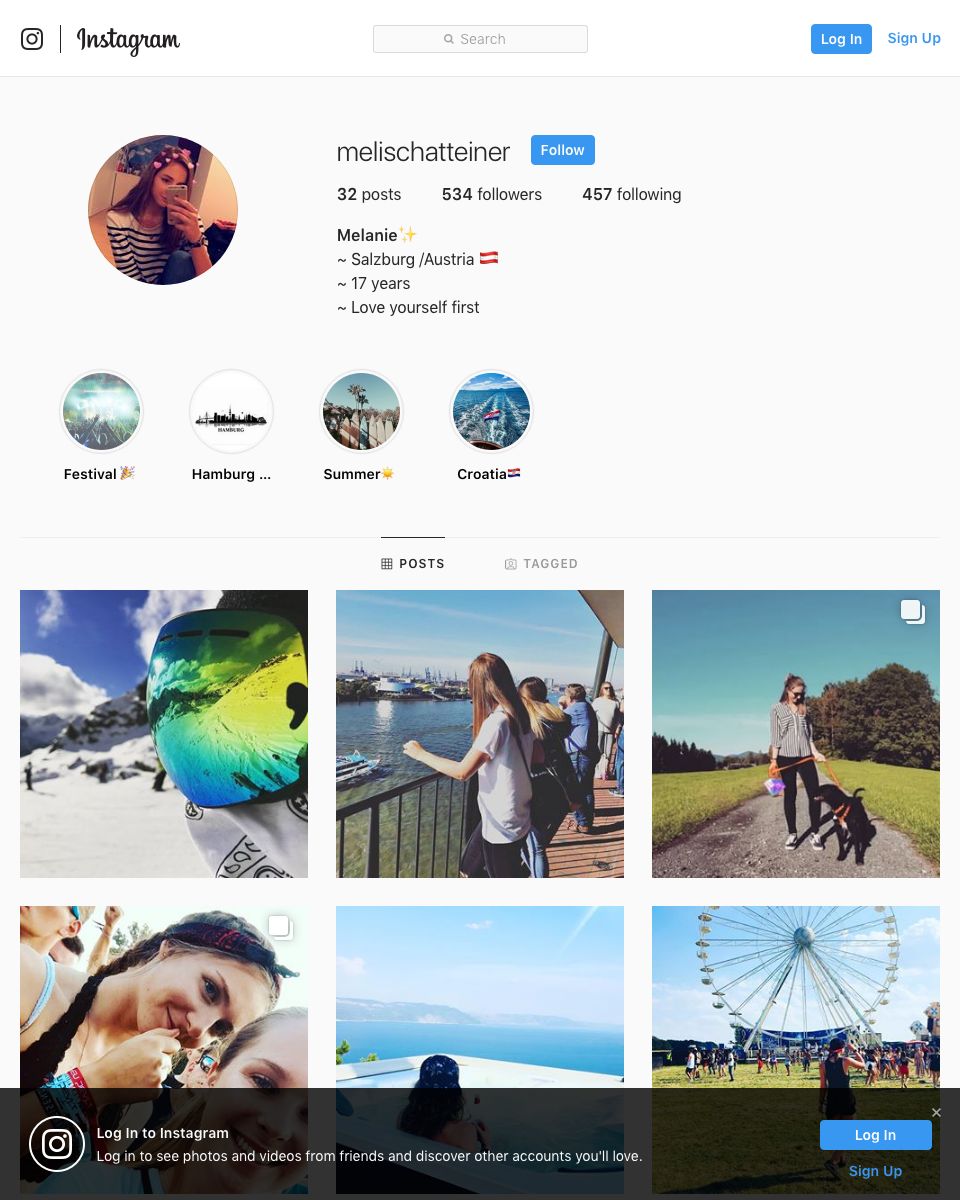 Instagram
Search
Log In
Sign Up
melischatteiner
Follow
32 posts
534 followers
457 following
Melanie✨
~ Salzburg /Austria 🇦🇹
~ 17 years
~ Love yourself first
HAMBURG
Festival 🎉
Hamburg ...
Summer☀️
Croatia🇭🇷
POSTS
TAGGED
Log In to Instagram
Log in to see photos and videos from friends and discover other accounts you'll love.
Log In
Sign Up